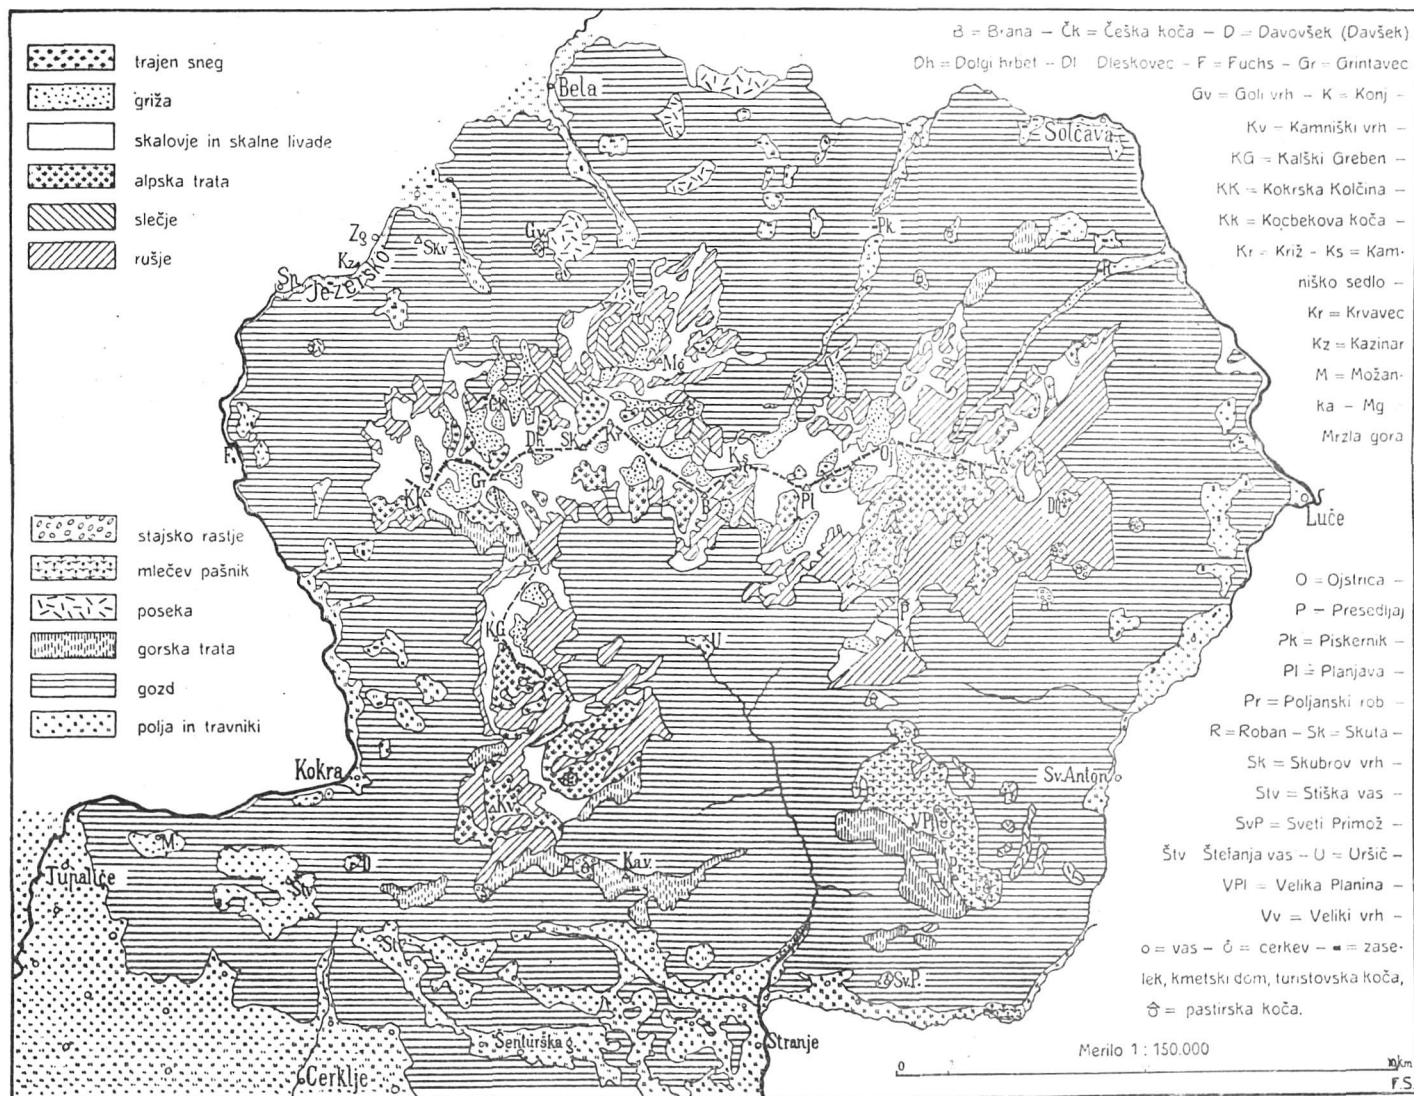 trajen sneg
griža
skalovje in skalne livade
alpska trata
slečje
rušje
stajsko rastje
mlečev pašnik
poseka
gorska trata
gozd
polja in travniki
B = Brana – Čk = Češka koča – D = Davovšek (Davšek)
Dh = Dolgi hrbet – Dl Dleskovec – F = Fuchs – Gr = Grintavec
Gv = Goli vrh – K = Konj –
Kv = Kamniški vrh –
KG = Kalški Greben –
KK = Kokrska Kolčina –
Kk = Kocbekova koča –
Kr = Križ – Ks = Kam-
niško sedlo –
Kr = Krvavec
Kz = Kazinar
M = Možan-
ka – Mg
Mrzla gora
O = Ojstrica –
P – Presedljaj
Pk = Piskernik –
Pl = Planjava –
Pr = Poljanski rob –
R = Roban – Sk = Skuta –
Sk = Skubrov vrh –
Stv = Stiška vas –
SvP = Sveti Primož –
Štv Štefanja vas – U = Uršič –
VPl = Velika Planina –
Vv = Veliki vrh –
o = vas – ♁ = cerkev – ▪ = zase-
lek, kmetski dom, turistovska koča,
= pastirska koča.
Merilo 1 : 150.000
0 10 km
F.S.
Bela
Solčava
Zg
Skv
Gv
Pk
Kz
Sp. Jezersko
R
Mg
Čk
F.
Dh
Sk
Kr
Ks
Oj
Gr
Kk
B
Pl
Dl
Luče
P
K
KG
U
Kokra
Sv. Anton
Kv
VPl
M.
D
Tupaliče
Štv
Kav.
Stv
Sv.P.
Šenturška g.
Stranje
Cerklje